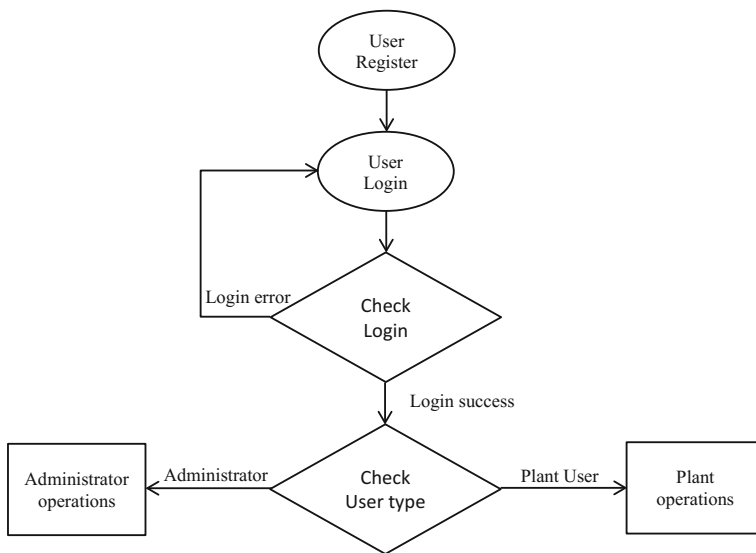 User
Register
User
Login
Login error
Check
Login
Login success
Administrator
operations
Administrator
Check
User type
Plant User
Plant
operations